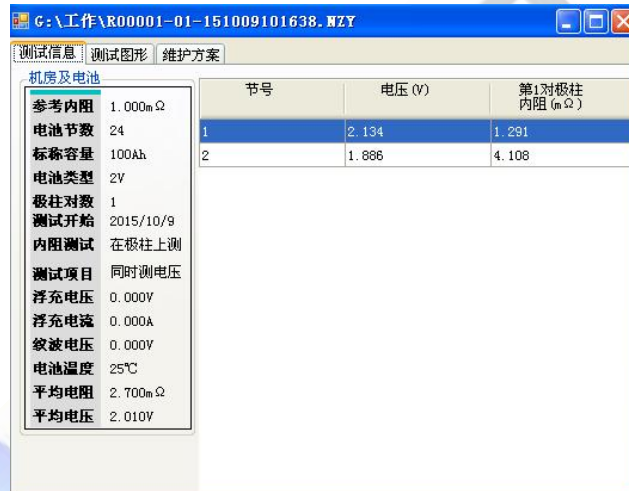 G:\工作\R00001-01-151009101638.NZY
测试信息 测试图形 维护方案
机房及电池
参考内阻 1.000mΩ
电池节数 24
标称容量 100Ah
电池类型 2V
极柱对数 1
测试开始 2015/10/9
内阻测试 在极柱上测
测试项目 同时测电压
浮充电压 0.000V
浮充电流 0.000A
纹波电压 0.000V
电池温度 25℃
平均电阻 2.700mΩ
平均电压 2.010V
节号 电压(V) 第1对极柱
内阻(mΩ)
1 2.134 1.291
2 1.886 4.108